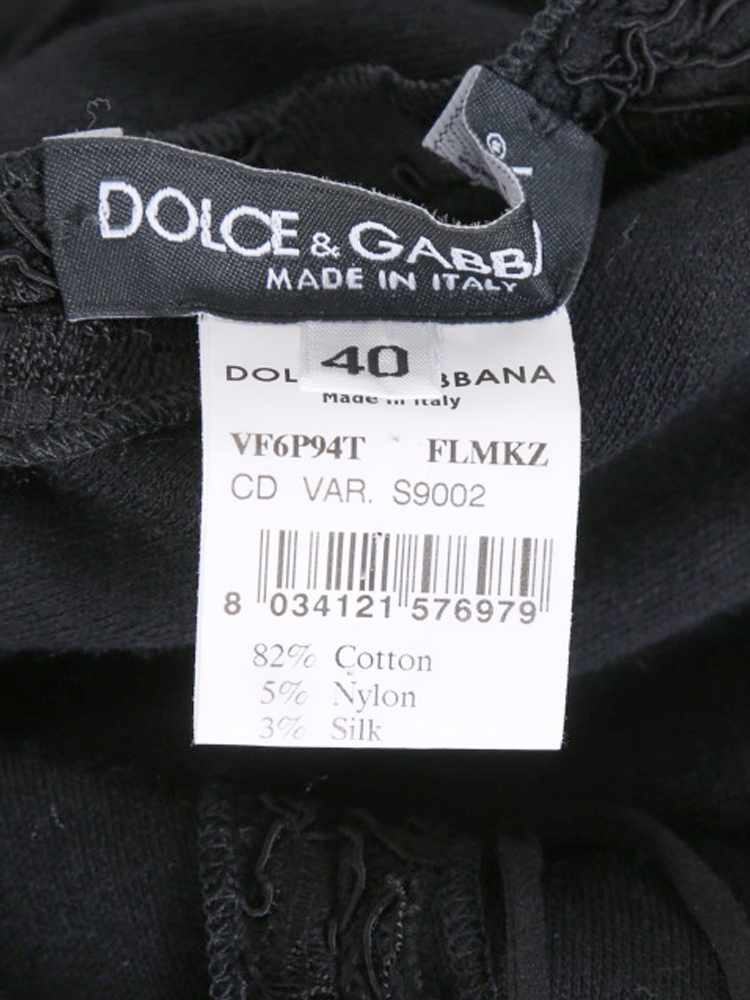 DOLCE & GABB
MADE IN ITALY
40
DOL BBANA
Made in Italy
VF6P94T FLMKZ
CD VAR. S9002
8 034121 576979
82% Cotton
5% Nylon
3% Silk